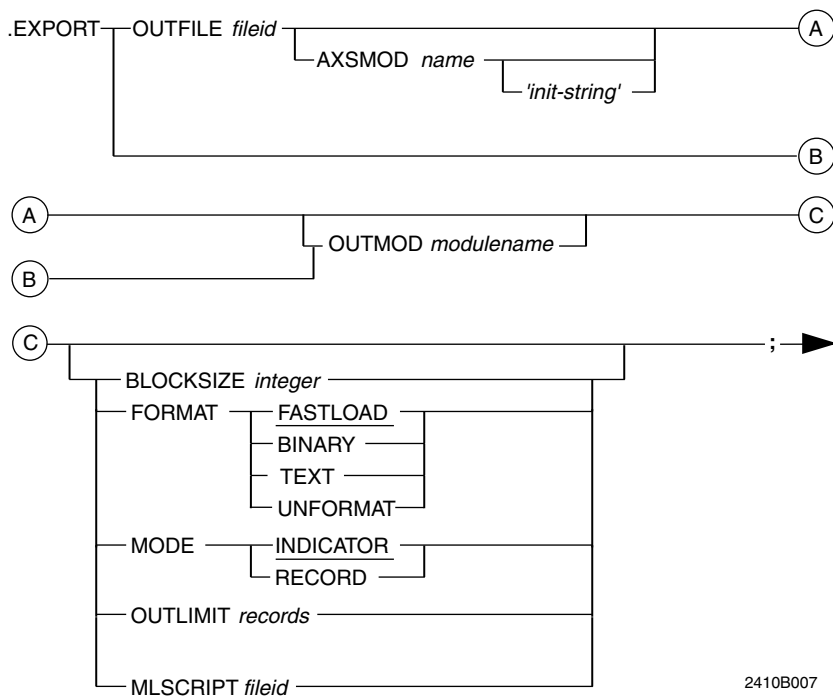 .EXPORT OUTFILE fileid A
AXSMOD name
'init-string'
B
A C
OUTMOD modulename
B
C ;
BLOCKSIZE integer
FORMAT FASTLOAD
BINARY
TEXT
UNFORMAT
MODE INDICATOR
RECORD
OUTLIMIT records
MLSCRIPT fileid 2410B007